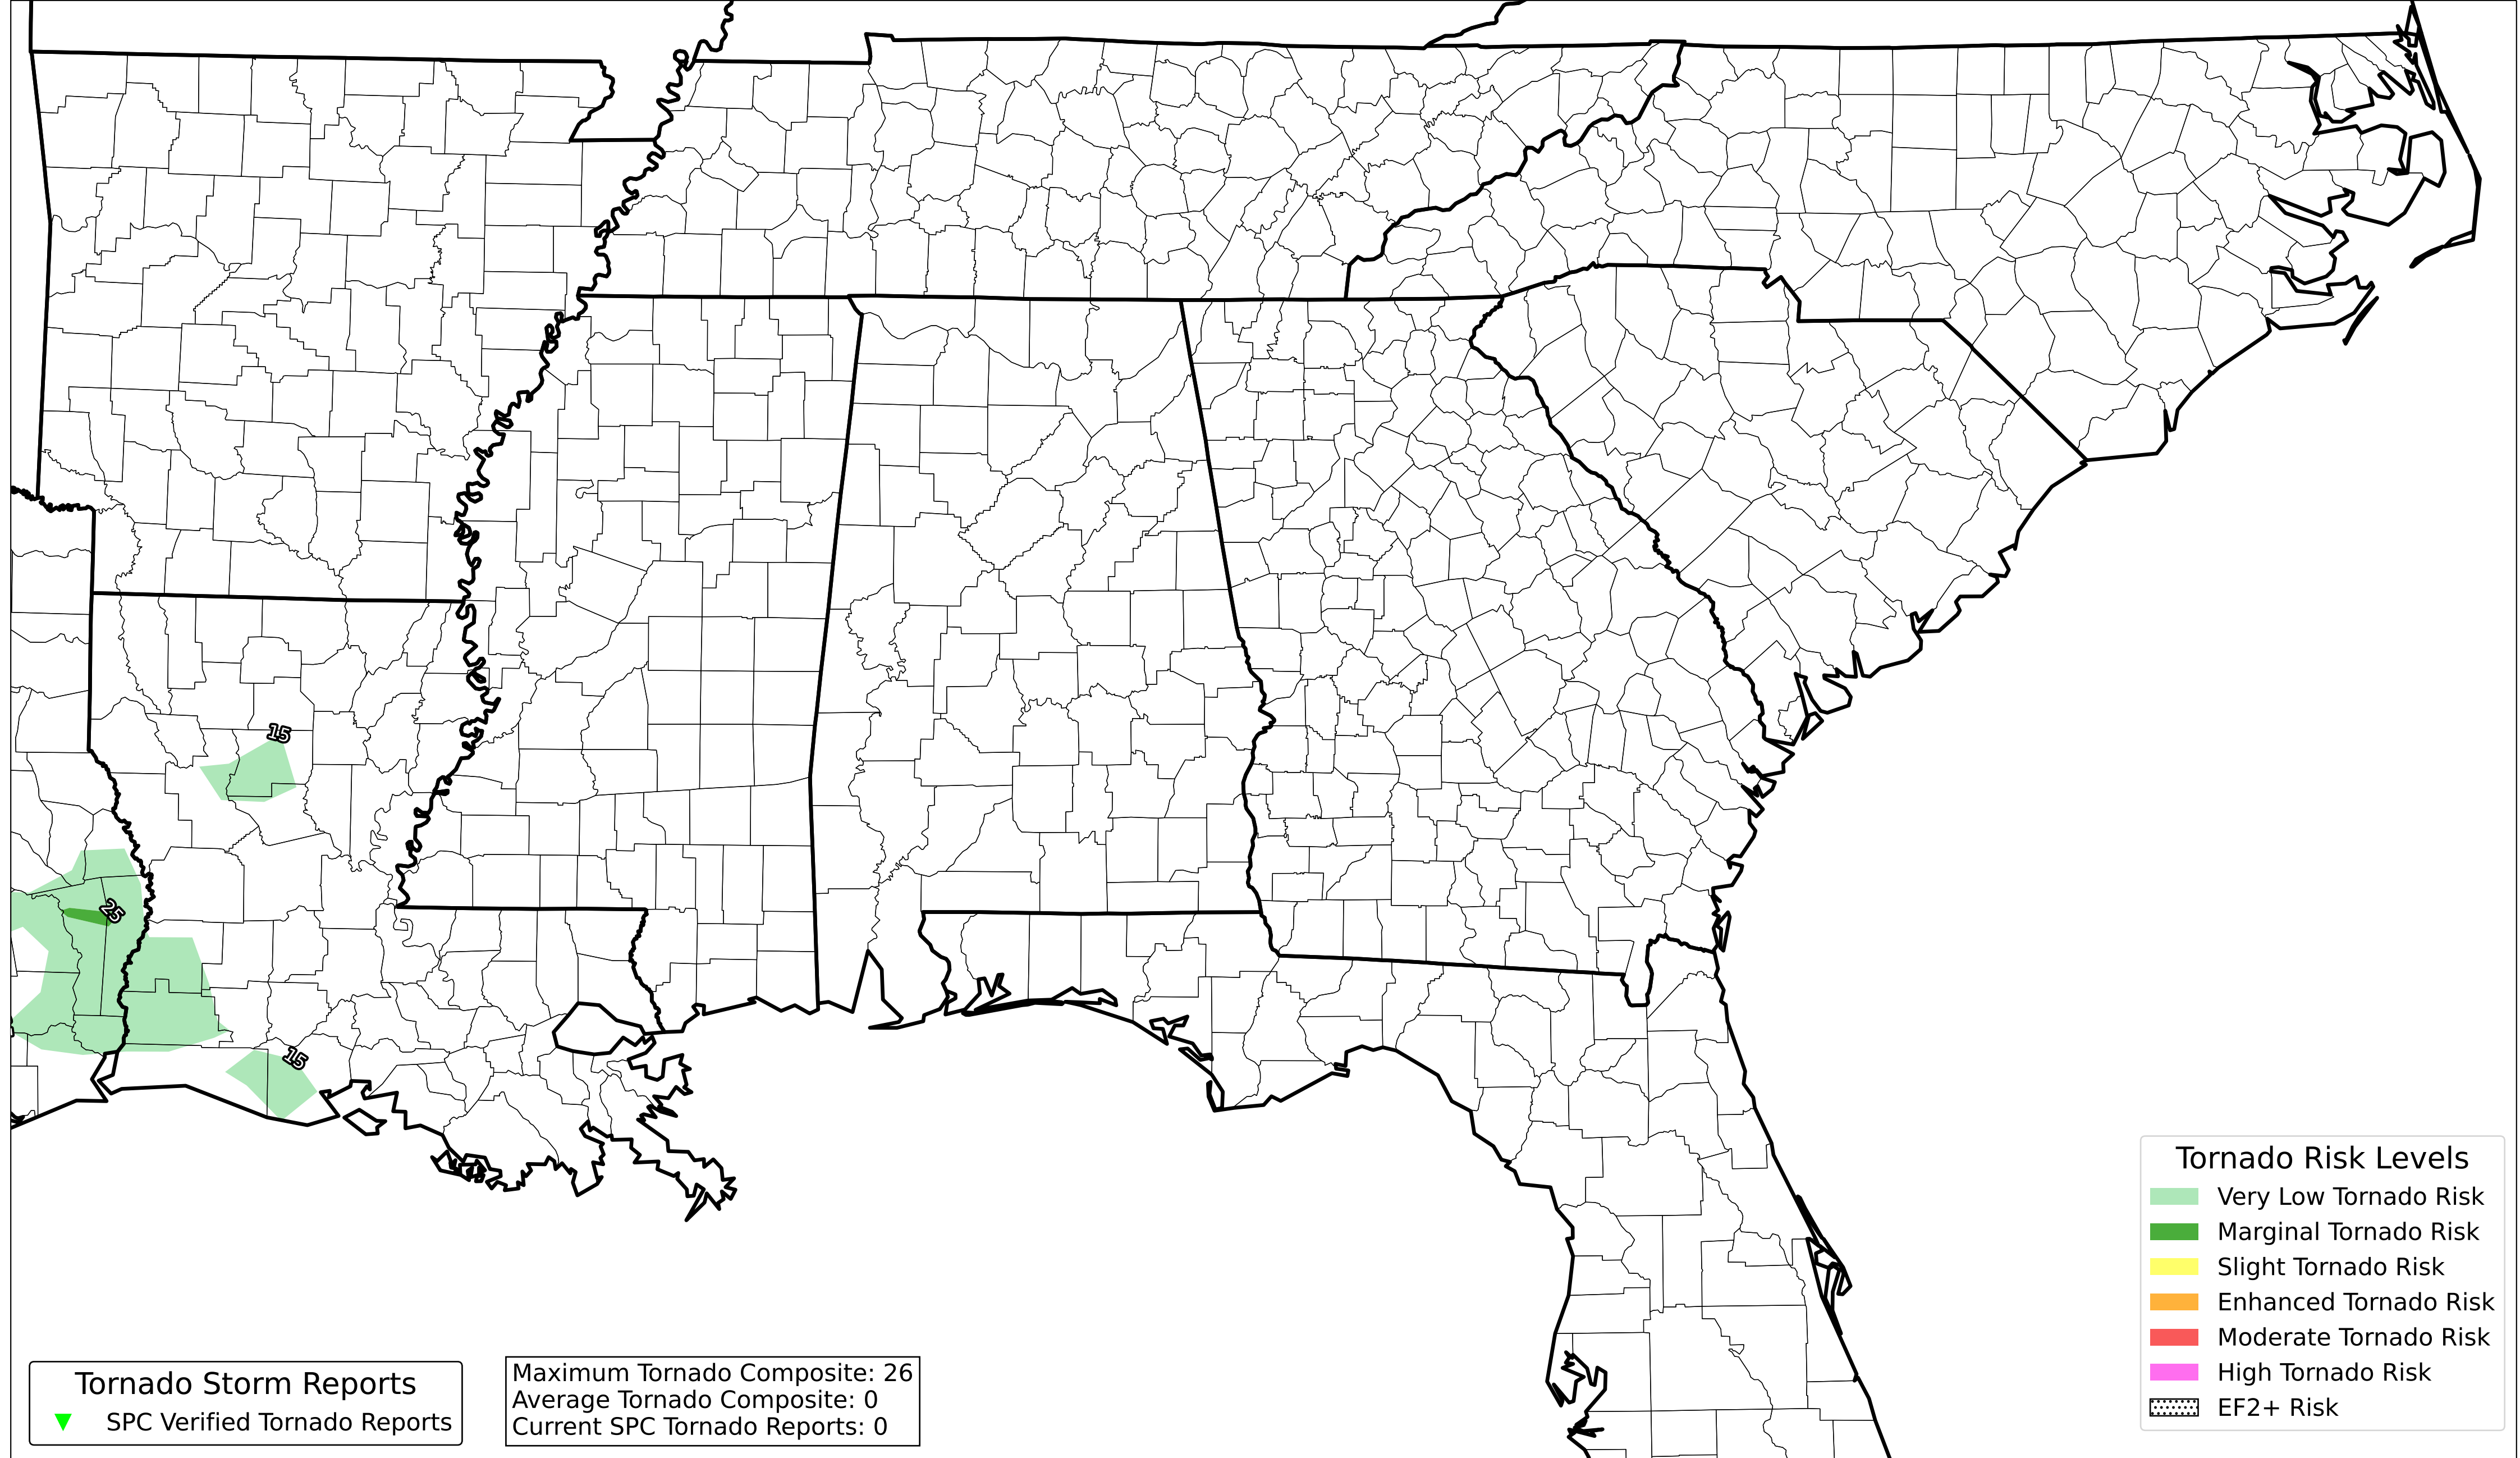 15
25
15
Tornado Risk Levels
Very Low Tornado Risk
Marginal Tornado Risk
Slight Tornado Risk
Enhanced Tornado Risk
Moderate Tornado Risk
High Tornado Risk
EF2+ Risk
Tornado Storm Reports
SPC Verified Tornado Reports
Maximum Tornado Composite: 26
Average Tornado Composite: 0
Current SPC Tornado Reports: 0